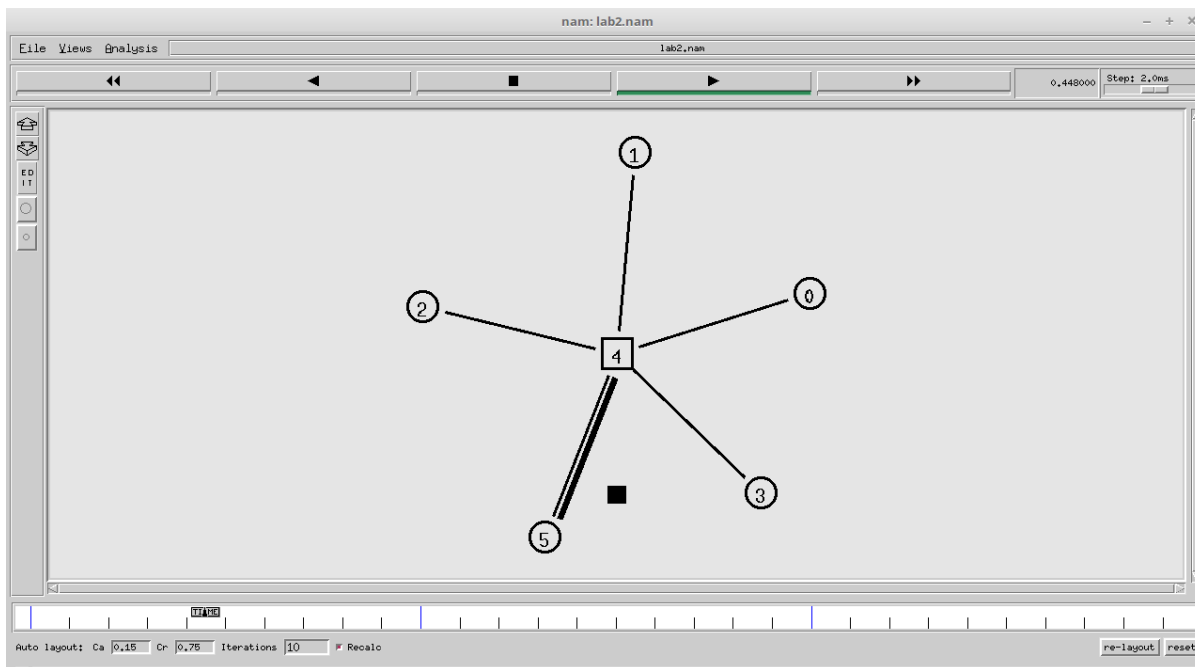 nam: lab2.nam
File Views Analysis lab2.nam
0.448000 Step: 2.0ms
ED
IT
1
2
0
4
3
5
TIME
Auto layout: Ca 0.15 Cr 0.75 Iterations 10 Recalc re-layout reset